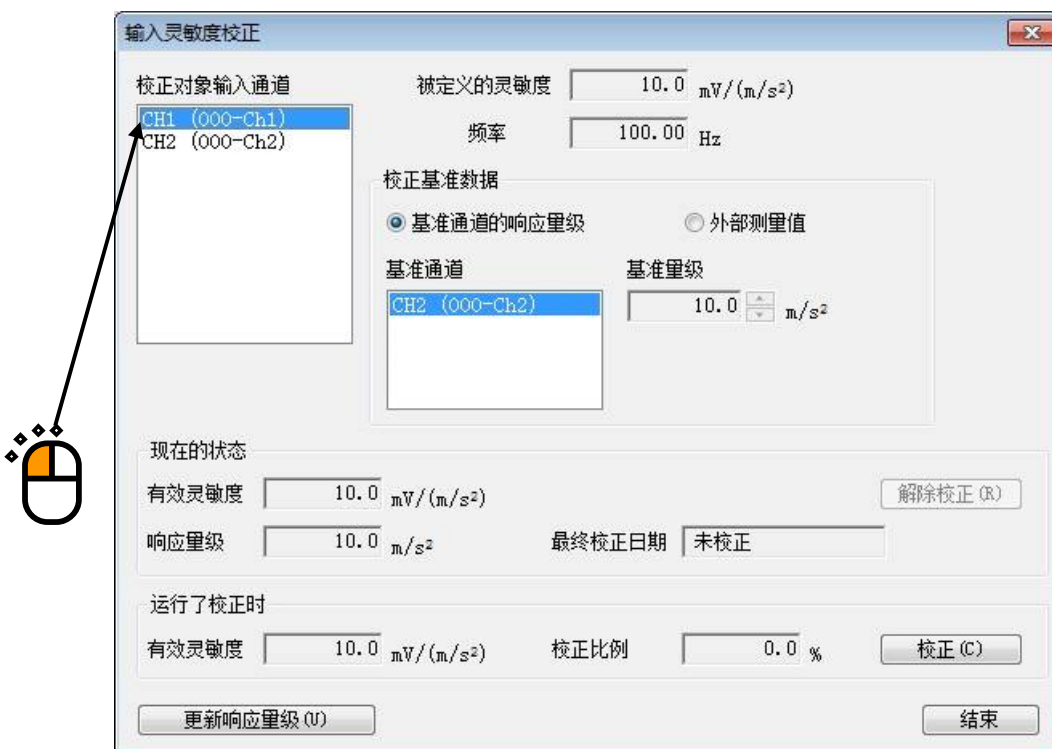 输入灵敏度校正
校正对象输入通道
CH1 (000-Ch1)
CH2 (000-Ch2)
被定义的灵敏度 10.0 mV/(m/s²)
频率 100.00 Hz
校正基准数据
基准通道的响应量级 外部测量值
基准通道 基准量级
CH2 (000-Ch2) 10.0 m/s²
现在的状态
有效灵敏度 10.0 mV/(m/s²) 解除校正(R)
响应量级 10.0 m/s² 最终校正日期 未校正
运行了校正时
有效灵敏度 10.0 mV/(m/s²) 校正比例 0.0 % 校正(C)
更新响应量级(U) 结束